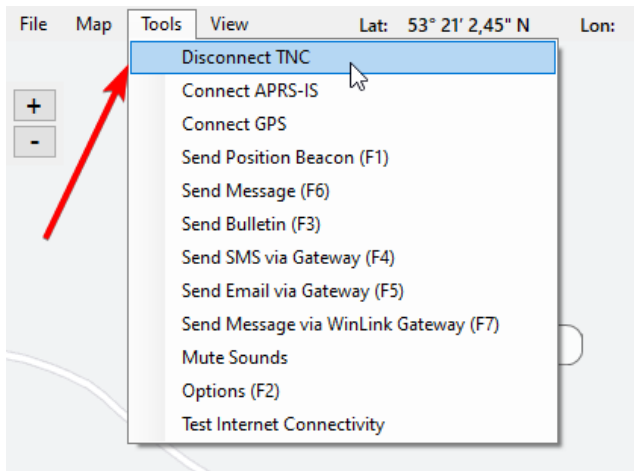 File Map Tools View Lat: 53° 21' 2,45" N Lon:
Disconnect TNC
+
Connect APRS-IS
Connect GPS
-
Send Position Beacon (F1)
Send Message (F6)
Send Bulletin (F3)
Send SMS via Gateway (F4)
Send Email via Gateway (F5)
Send Message via WinLink Gateway (F7)
Mute Sounds
Options (F2)
Test Internet Connectivity